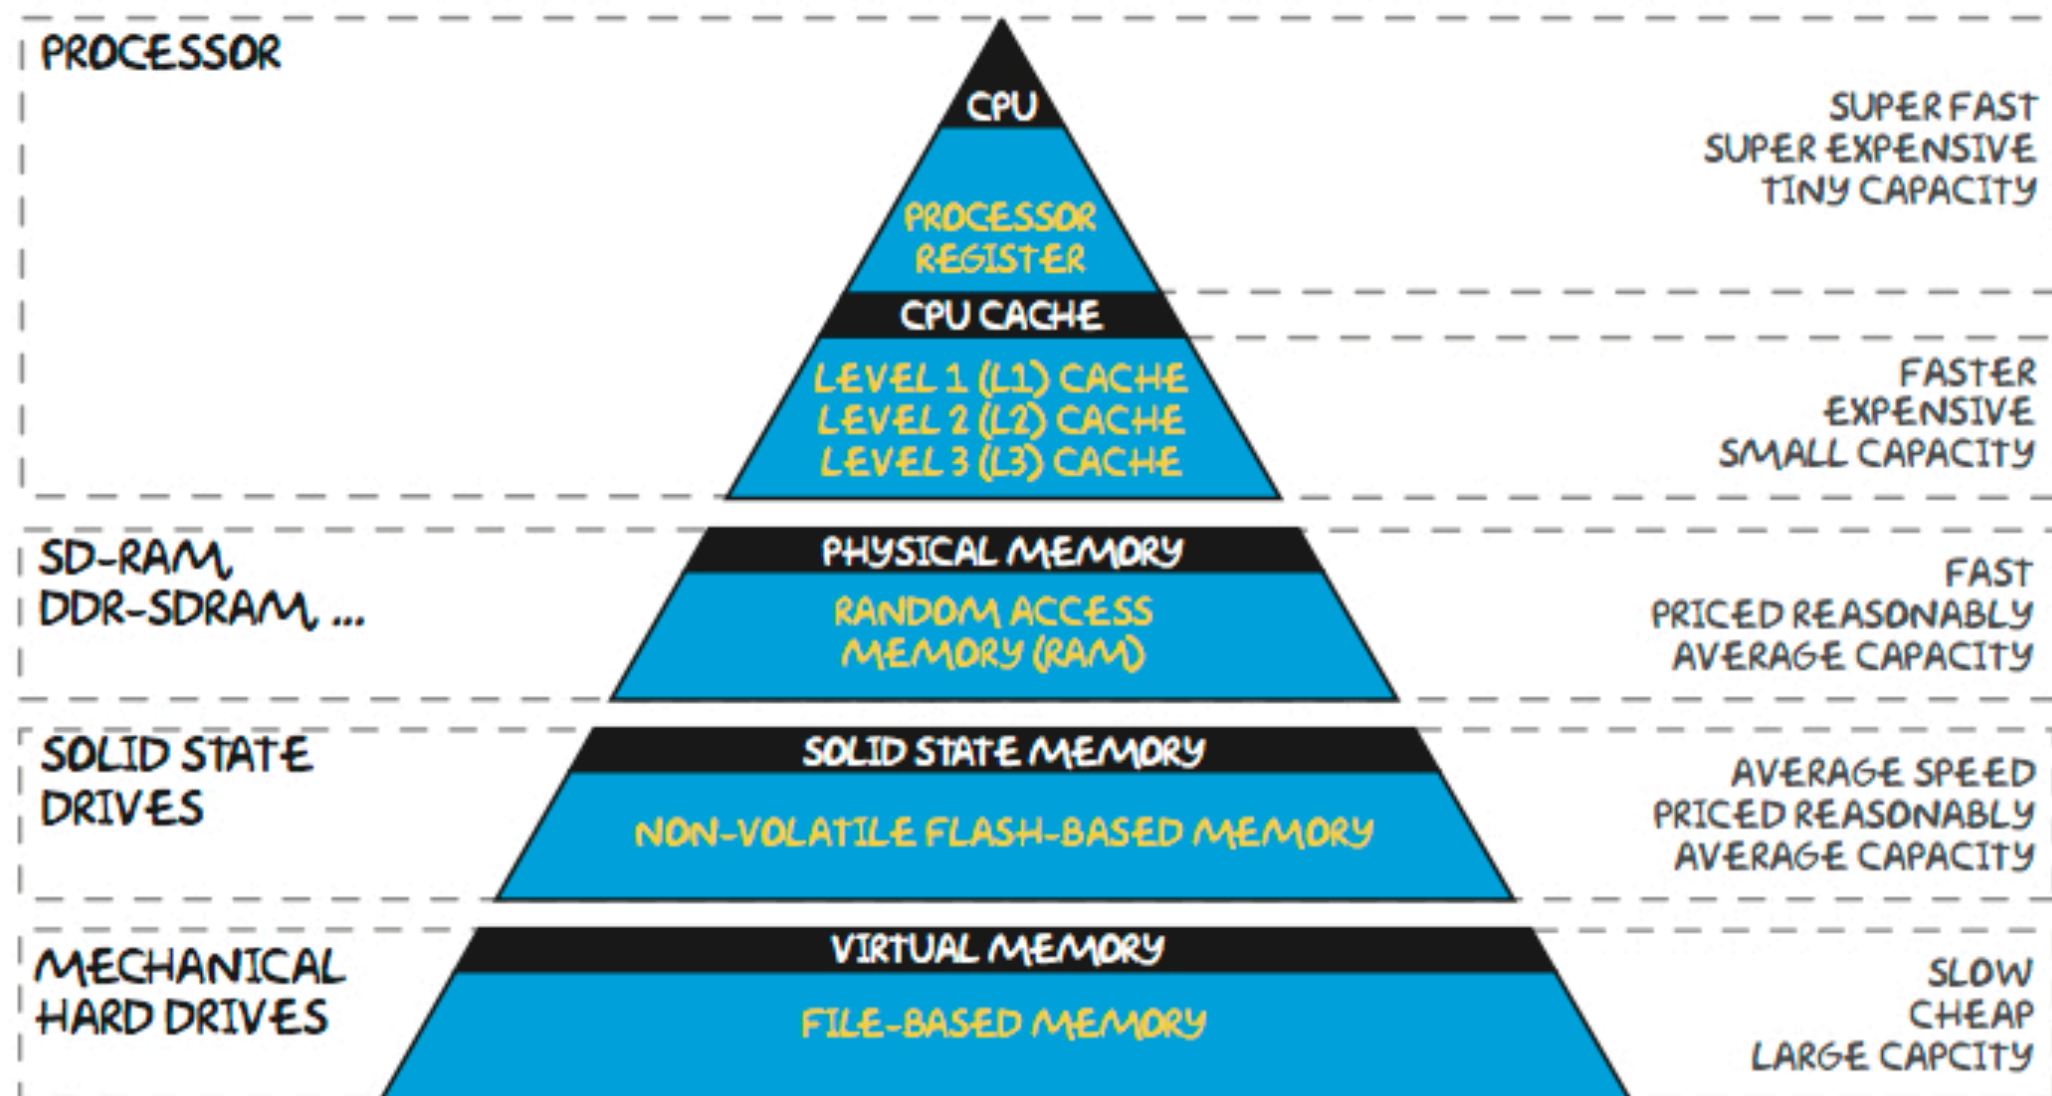 PROCESSOR
CPU
SUPER FAST
SUPER EXPENSIVE
TINY CAPACITY
PROCESSOR
REGISTER
CPU CACHE
LEVEL 1 (L1) CACHE
LEVEL 2 (L2) CACHE
LEVEL 3 (L3) CACHE
FASTER
EXPENSIVE
SMALL CAPACITY
SD-RAM,
DDR-SDRAM, ...
PHYSICAL MEMORY
RANDOM ACCESS
MEMORY (RAM)
FAST
PRICED REASONABLY
AVERAGE CAPACITY
SOLID STATE
DRIVES
SOLID STATE MEMORY
NON-VOLATILE FLASH-BASED MEMORY
AVERAGE SPEED
PRICED REASONABLY
AVERAGE CAPACITY
MECHANICAL
HARD DRIVES
VIRTUAL MEMORY
FILE-BASED MEMORY
SLOW
CHEAP
LARGE CAPCITY